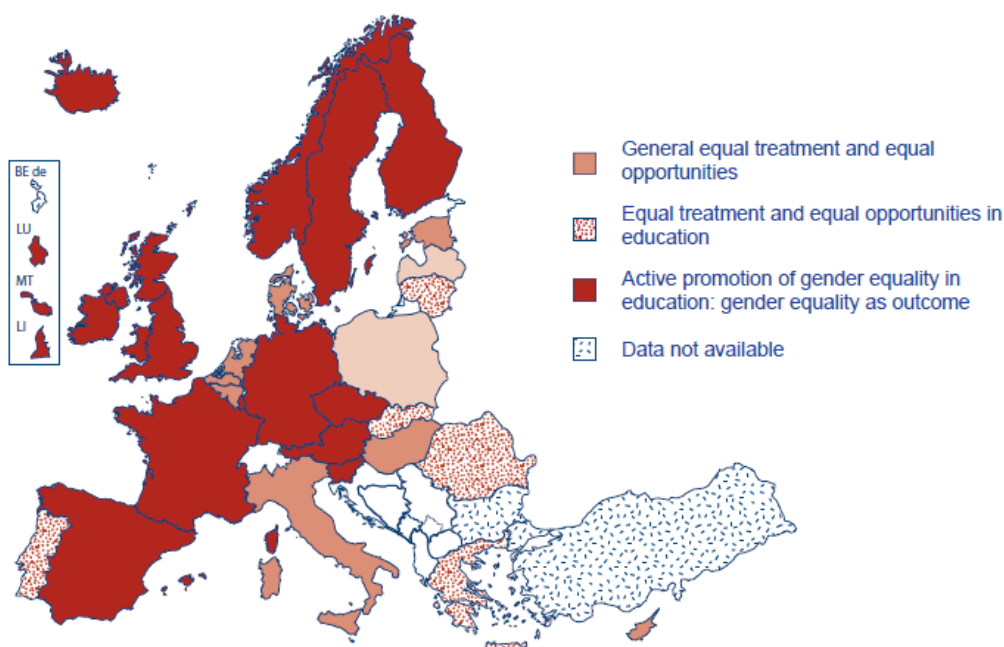 BE de
LU
MT
LI
General equal treatment and equal
opportunities
Equal treatment and equal opportunities in
education
Active promotion of gender equality in
education: gender equality as outcome
Data not available